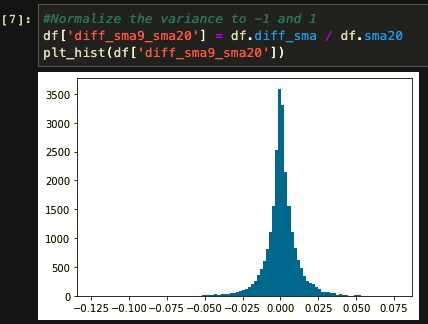 [7]: #Normalize the variance to -1 and 1
df['diff_sma9_sma20'] = df.diff_sma / df.sma20
plt_hist(df['diff_sma9_sma20'])
3500
3000
2500
2000
1500
1000
500
0
-0.125 -0.100 -0.075 -0.050 -0.025 0.000 0.025 0.050 0.075